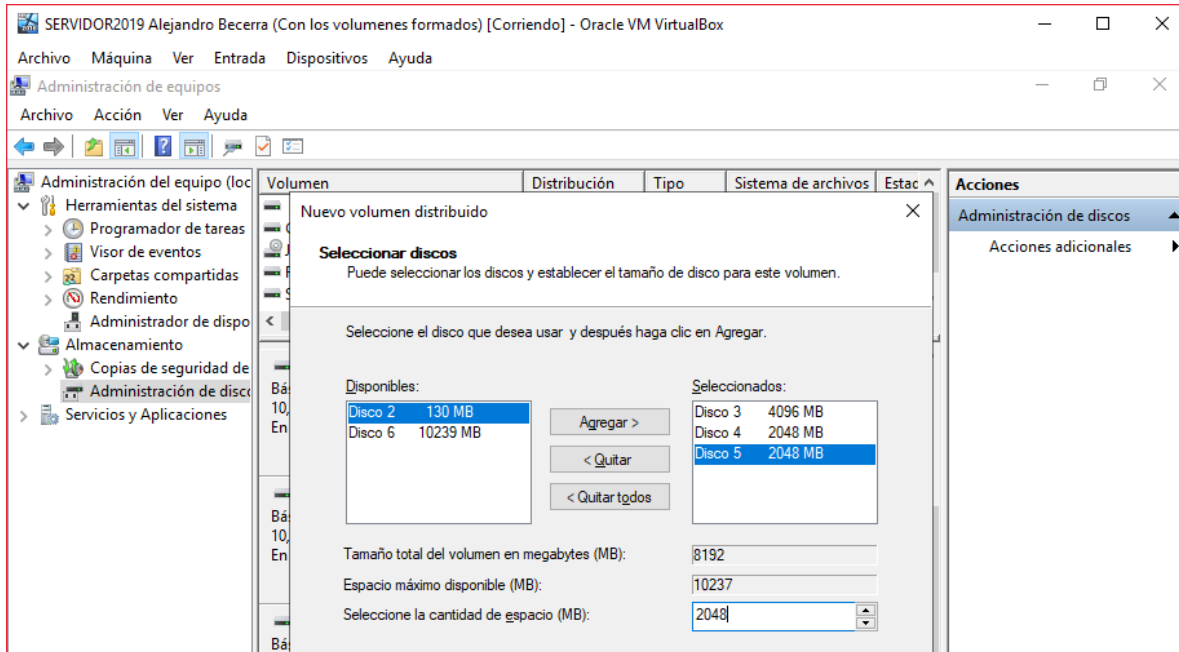 SERVIDOR2019 Alejandro Becerra (Con los volumenes formados) [Corriendo] - Oracle VM VirtualBox
Archivo Máquina Ver Entrada Dispositivos Ayuda
Administración de equipos
Archivo Acción Ver Ayuda
Administración del equipo (loc
Herramientas del sistema
Programador de tareas
Visor de eventos
Carpetas compartidas
Rendimiento
Administrador de dispo
Almacenamiento
Copias de seguridad de
Administración de disco
Servicios y Aplicaciones
Volumen Distribución Tipo Sistema de archivos Estac
Nuevo volumen distribuido
Seleccionar discos
Puede seleccionar los discos y establecer el tamaño de disco para este volumen.
Seleccione el disco que desea usar y después haga clic en Agregar.
Disponibles:
Disco 2 130 MB
Disco 6 10239 MB
Agregar >
< Quitar
< Quitar todos
Seleccionados:
Disco 3 4096 MB
Disco 4 2048 MB
Disco 5 2048 MB
Tamaño total del volumen en megabytes (MB): 8192
Espacio máximo disponible (MB): 10237
Seleccione la cantidad de espacio (MB): 2048
Bá
10,
En
Bá
10,
En
Bá
Acciones
Administración de discos
Acciones adicionales